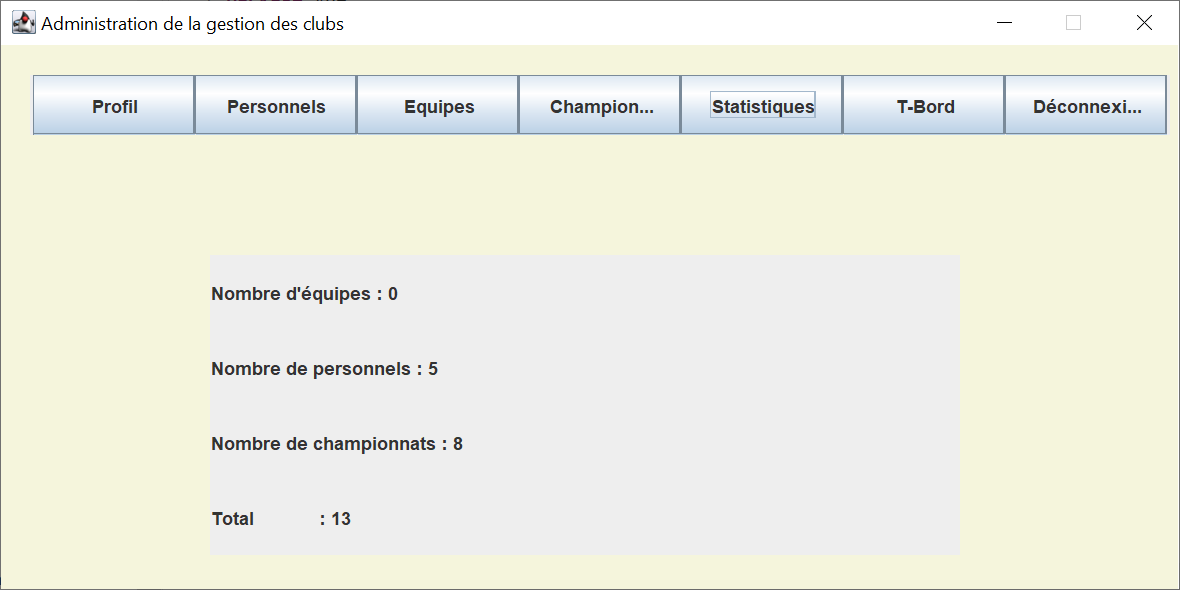 Administration de la gestion des clubs
Profil Personnels Equipes Champion... Statistiques T-Bord Déconnexi...
Nombre d'équipes : 0
Nombre de personnels : 5
Nombre de championnats : 8
Total : 13